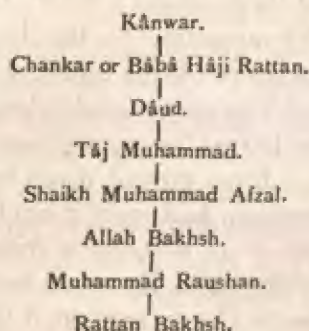 Kânwar.
Chankar or Bâbâ Hâji Rattan.
Dâud.
Tâj Muhammad.
Shaikh Muhammad Afzal.
Allah Bakhsh.
Muhammad Raushan.
Rattan Bakhsh.